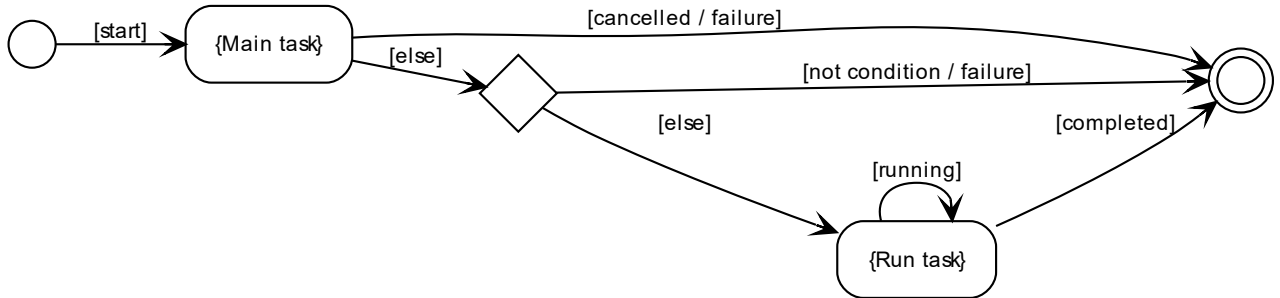 [start]
{Main task}
[cancelled / failure]
[else]
[not condition / failure]
[else]
[completed]
[running]
{Run task}